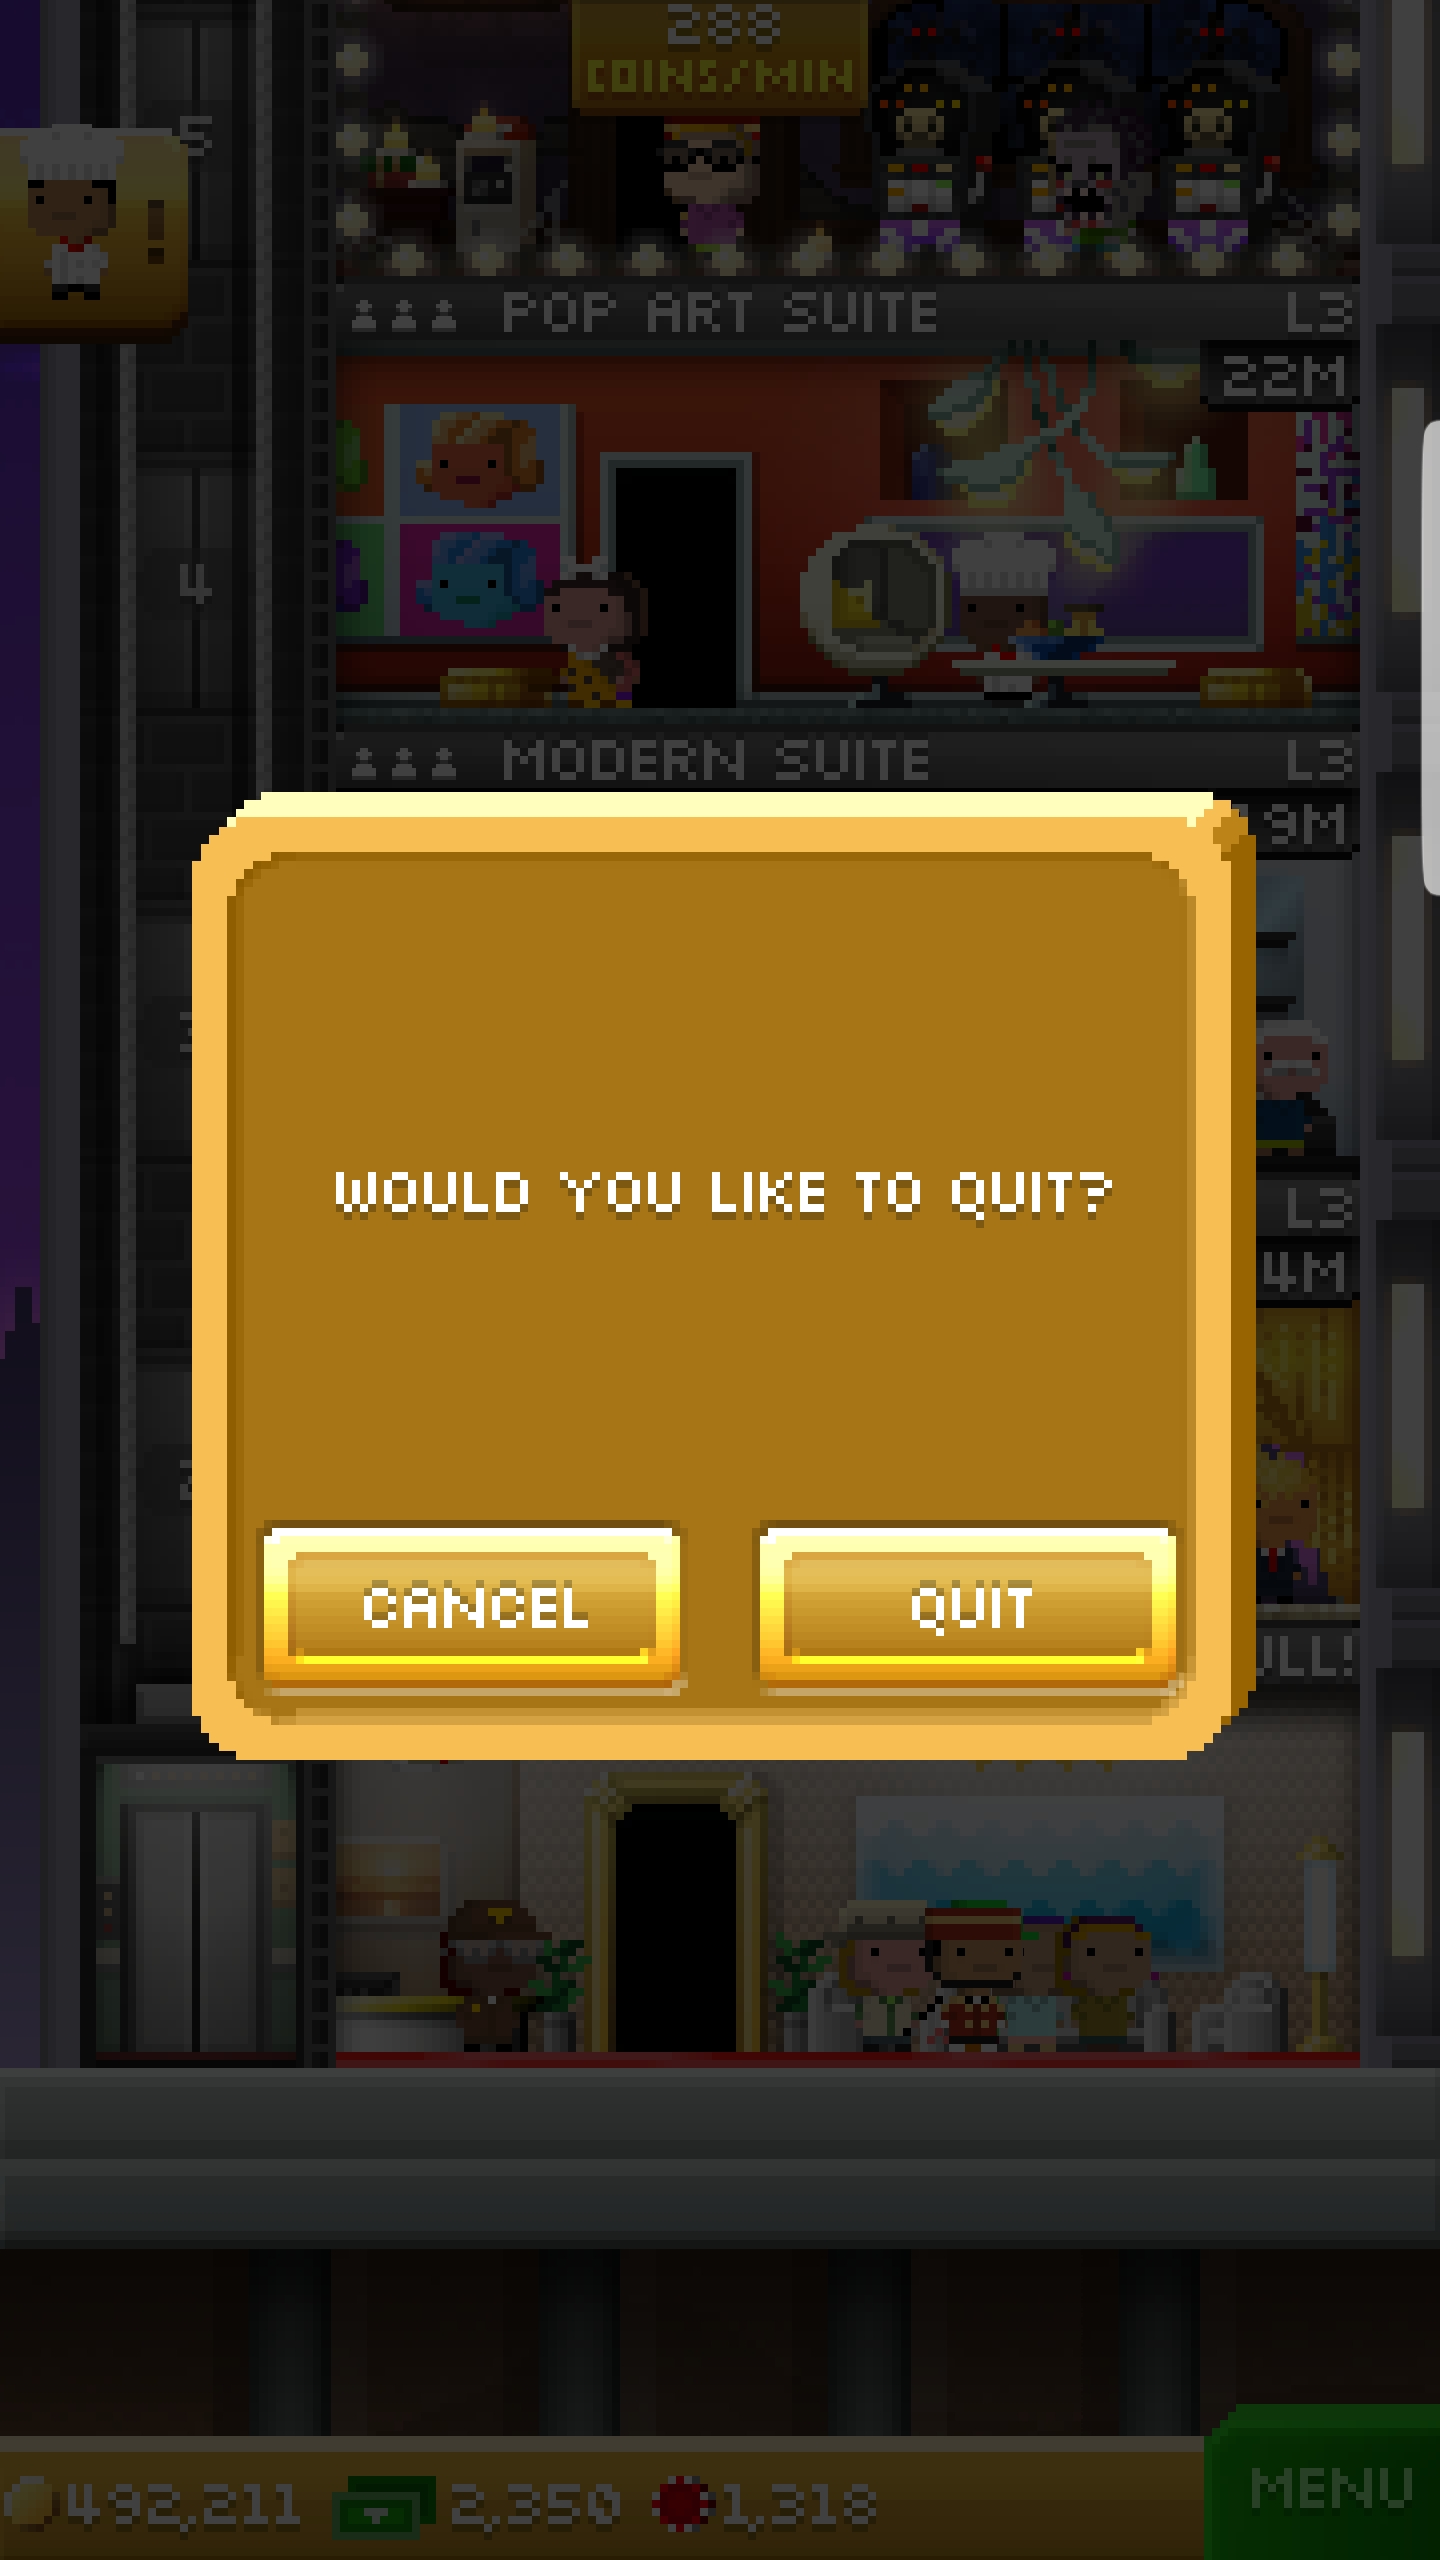 288
COINS/MIN
5
!
POP ART SUITE L3
22M
4
MODERN SUITE L3
9M
WOULD YOU LIKE TO QUIT?
L3
4M
CANCEL
QUIT
ULL!
492,211 2,350 1,318
MENU